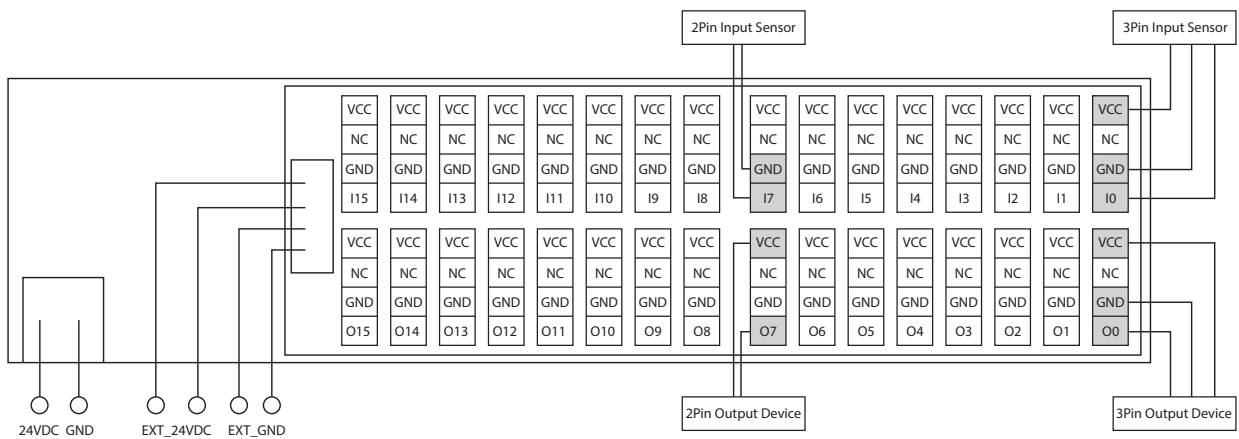 2Pin Input Sensor 3Pin Input Sensor
VCC VCC VCC VCC VCC VCC VCC VCC VCC VCC VCC VCC VCC VCC VCC VCC
NC NC NC NC NC NC NC NC NC NC NC NC NC NC NC NC
GND GND GND GND GND GND GND GND GND GND GND GND GND GND GND GND
I15 I14 I13 I12 I11 I10 I9 I8 I7 I6 I5 I4 I3 I2 I1 I0
VCC VCC VCC VCC VCC VCC VCC VCC VCC VCC VCC VCC VCC VCC VCC VCC
NC NC NC NC NC NC NC NC NC NC NC NC NC NC NC NC
GND GND GND GND GND GND GND GND GND GND GND GND GND GND GND GND
O15 O14 O13 O12 O11 O10 O9 O8 O7 O6 O5 O4 O3 O2 O1 O0
2Pin Output Device 3Pin Output Device
24VDC GND EXT_24VDC EXT_GND